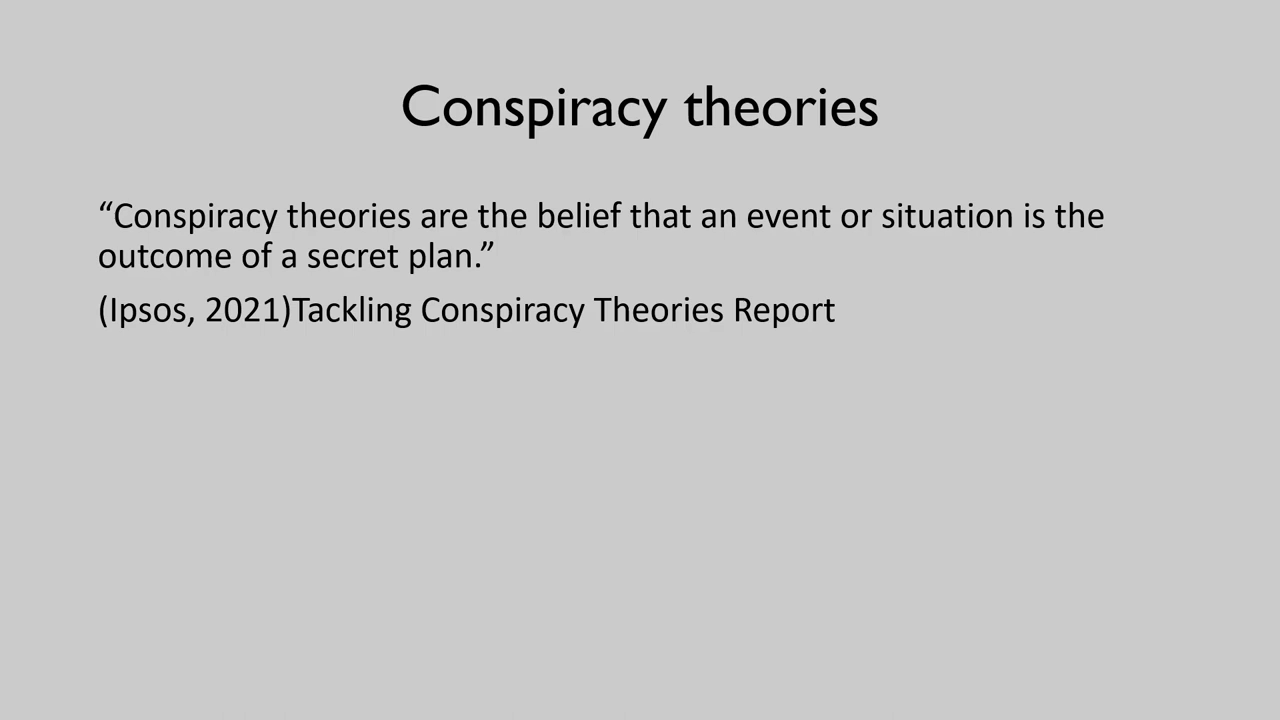 Conspiracy theories
“Conspiracy theories are the belief that an event or situation is the
outcome of a secret plan.”
(Ipsos, 2021)Tackling Conspiracy Theories Report